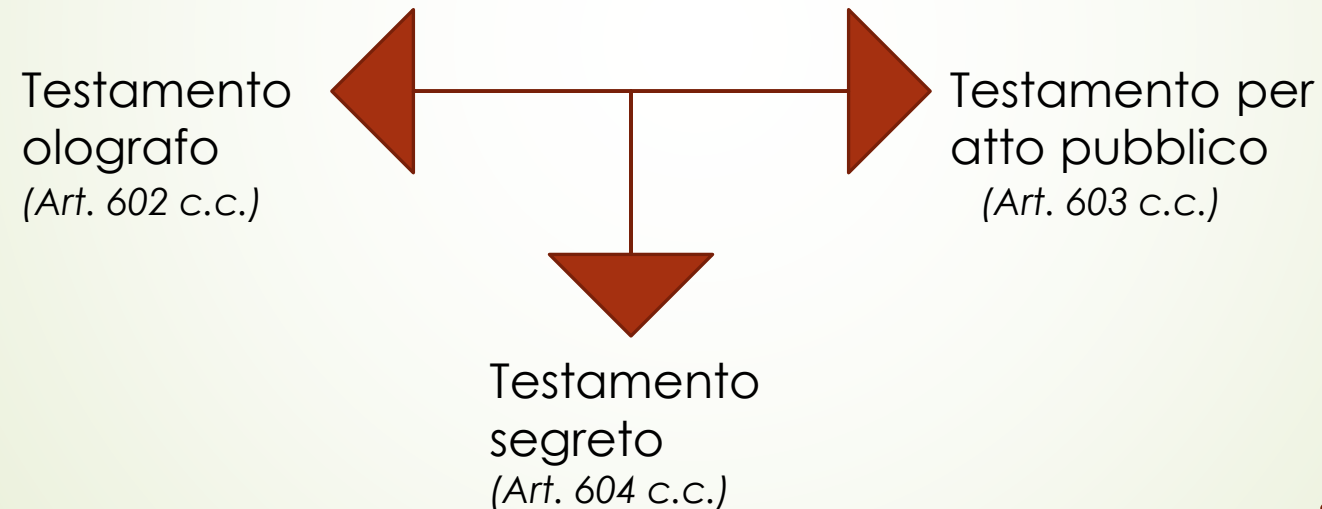 Testamento
olografo
(Art. 602 c.c.)
Testamento per
atto pubblico
(Art. 603 c.c.)
Testamento
segreto
(Art. 604 c.c.)